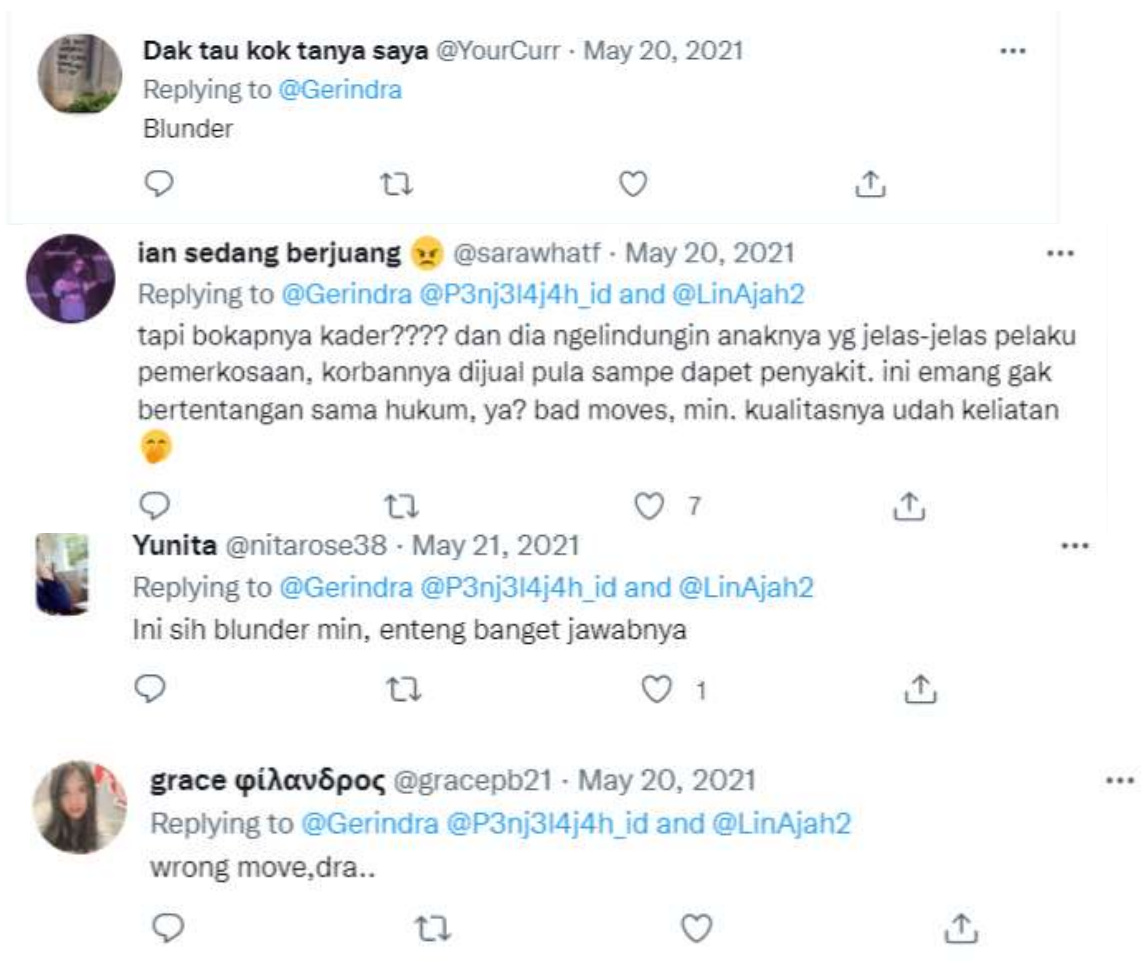 Dak tau kok tanya saya @YourCurr · May 20, 2021
Replying to @Gerindra
Blunder
ian sedang berjuang 😠 @sarawhatf · May 20, 2021
Replying to @Gerindra @P3nj3l4j4h_id and @LinAjah2
tapi bokapnya kader???? dan dia ngelindungin anaknya yg jelas-jelas pelaku
pemerkosaan, korbannya dijual pula sampe dapet penyakit. ini emang gak
bertentangan sama hukum, ya? bad moves, min. kualitasnya udah keliatan
🤭
7
Yunita @nitarose38 · May 21, 2021
Replying to @Gerindra @P3nj3l4j4h_id and @LinAjah2
Ini sih blunder min, enteng banget jawabnya
1
grace φίλανδρος @gracepb21 · May 20, 2021
Replying to @Gerindra @P3nj3l4j4h_id and @LinAjah2
wrong move,dra..